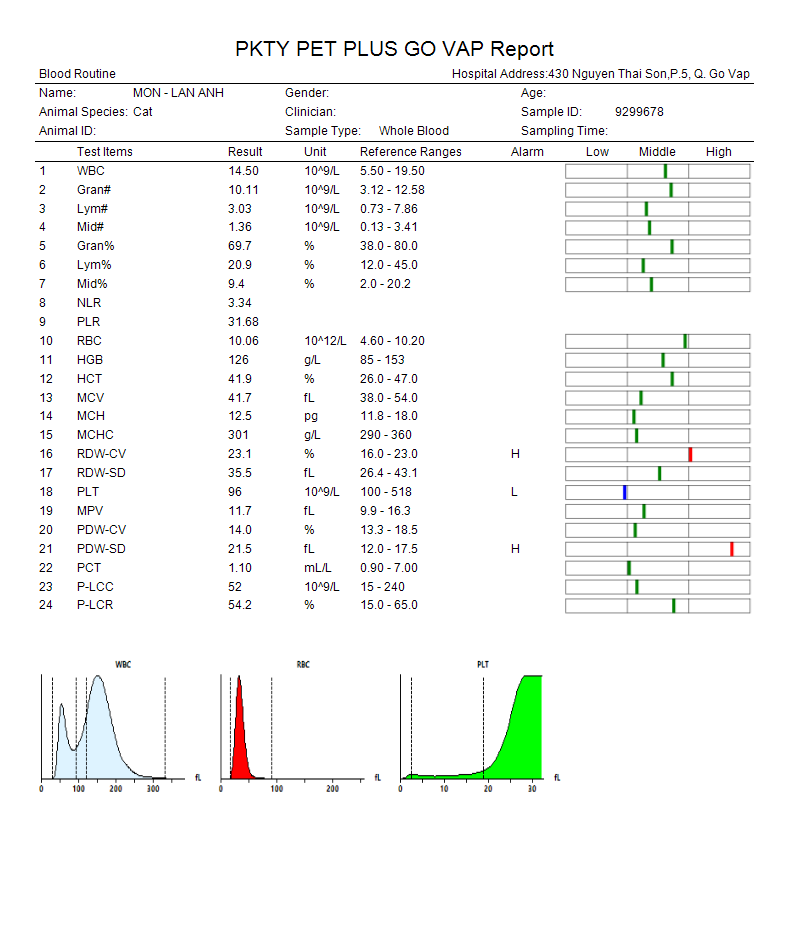 PKTY PET PLUS GO VAP Report
Blood Routine Hospital Address:430 Nguyen Thai Son,P.5, Q. Go Vap
Name: MON - LAN ANH Gender: Age:
Animal Species: Cat Clinician: Sample ID: 9299678
Animal ID: Sample Type: Whole Blood Sampling Time:
Test Items Result Unit Reference Ranges Alarm Low Middle High
1 WBC 14.50 10^9/L 5.50 - 19.50
2 Gran# 10.11 10^9/L 3.12 - 12.58
3 Lym# 3.03 10^9/L 0.73 - 7.86
4 Mid# 1.36 10^9/L 0.13 - 3.41
5 Gran% 69.7 % 38.0 - 80.0
6 Lym% 20.9 % 12.0 - 45.0
7 Mid% 9.4 % 2.0 - 20.2
8 NLR 3.34
9 PLR 31.68
10 RBC 10.06 10^12/L 4.60 - 10.20
11 HGB 126 g/L 85 - 153
12 HCT 41.9 % 26.0 - 47.0
13 MCV 41.7 fL 38.0 - 54.0
14 MCH 12.5 pg 11.8 - 18.0
15 MCHC 301 g/L 290 - 360
16 RDW-CV 23.1 % 16.0 - 23.0 H
17 RDW-SD 35.5 fL 26.4 - 43.1
18 PLT 96 10^9/L 100 - 518 L
19 MPV 11.7 fL 9.9 - 16.3
20 PDW-CV 14.0 % 13.3 - 18.5
21 PDW-SD 21.5 fL 12.0 - 17.5 H
22 PCT 1.10 mL/L 0.90 - 7.00
23 P-LCC 52 10^9/L 15 - 240
24 P-LCR 54.2 % 15.0 - 65.0
WBC RBC PLT
fL fL fL
0 100 200 300 0 100 200 0 10 20 30